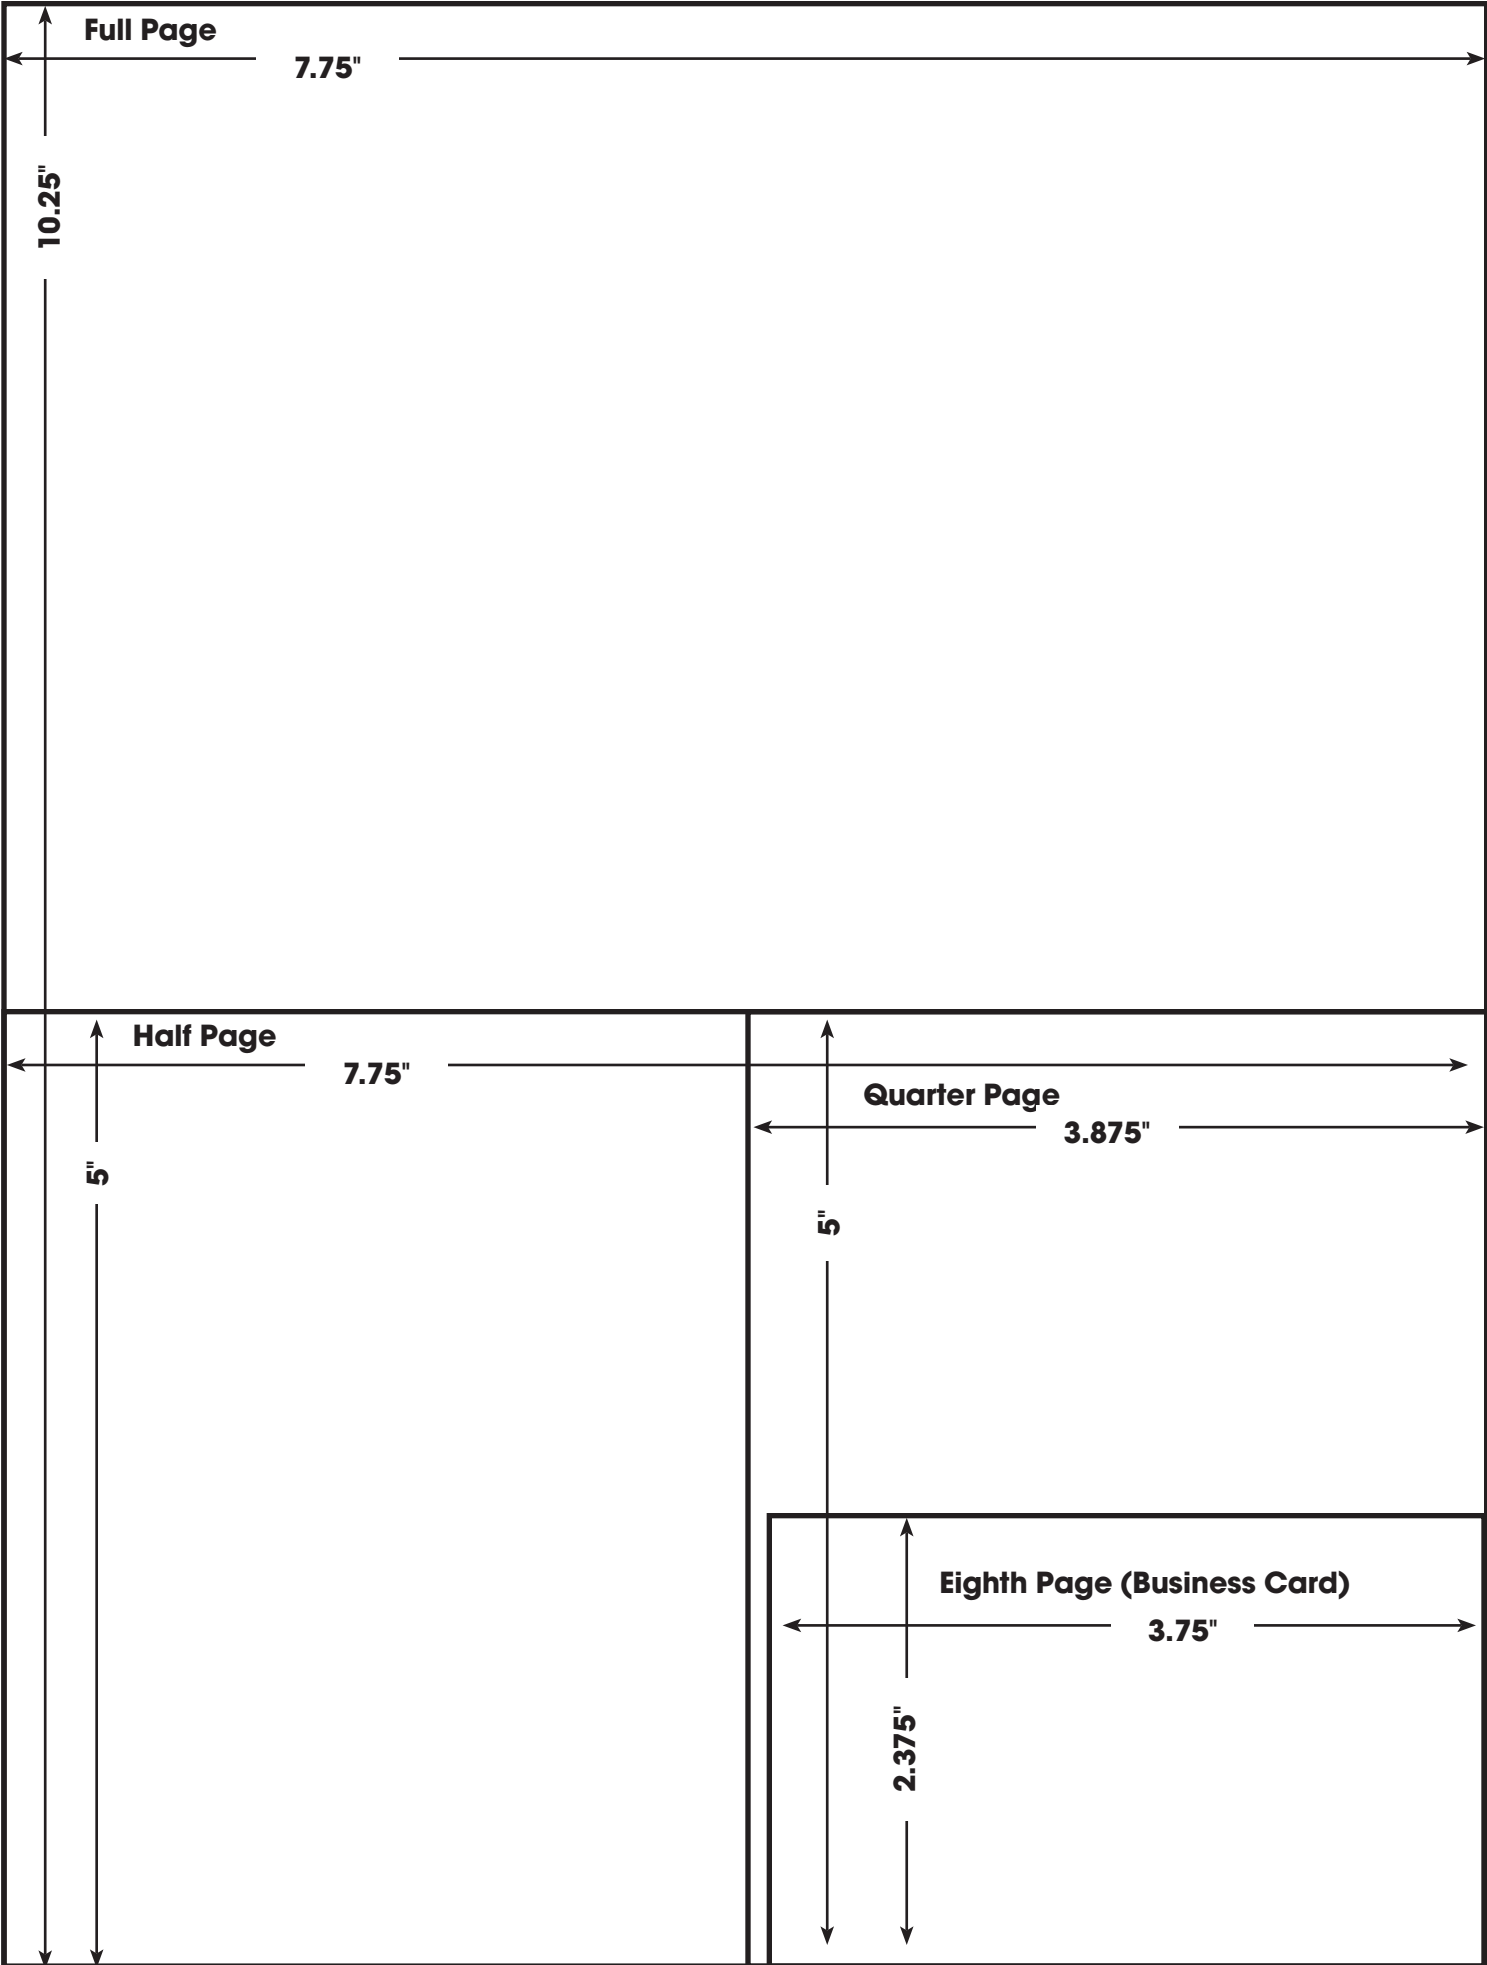 Full Page
7.75"
10.25"
Half Page
7.75"
5"
Quarter Page
3.875"
5"
Eighth Page (Business Card)
3.75"
2.375"